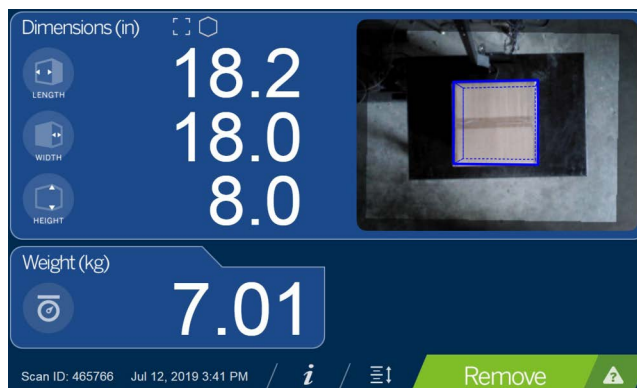 Dimensions (in)
LENGTH
18.2
WIDTH
18.0
HEIGHT
8.0
Weight (kg)
7.01
Scan ID: 465766 Jul 12, 2019 3:41 PM i Remove